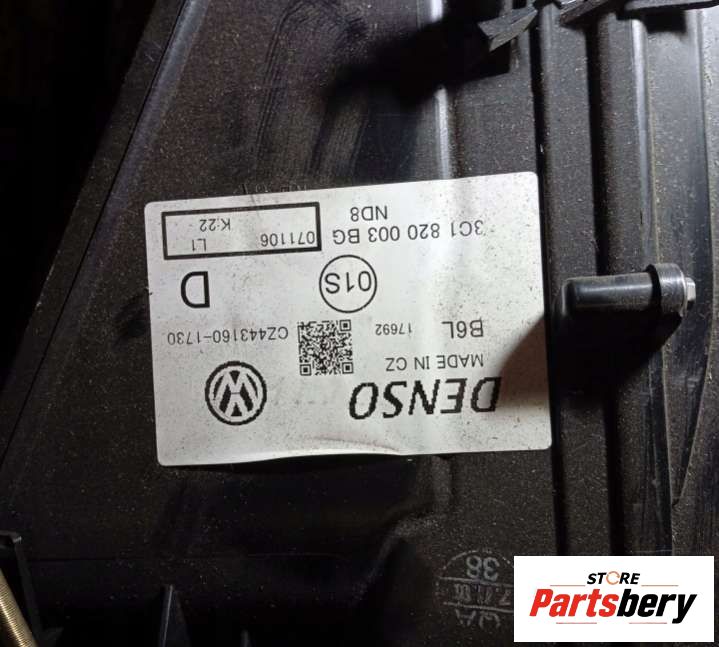 DENSO
MADE IN CZ
B6L 17692
CZ443160-1730
01S
D
3C1 820 003 BG
ND8
071106 L1
K-22
38
STORE
Partsbery